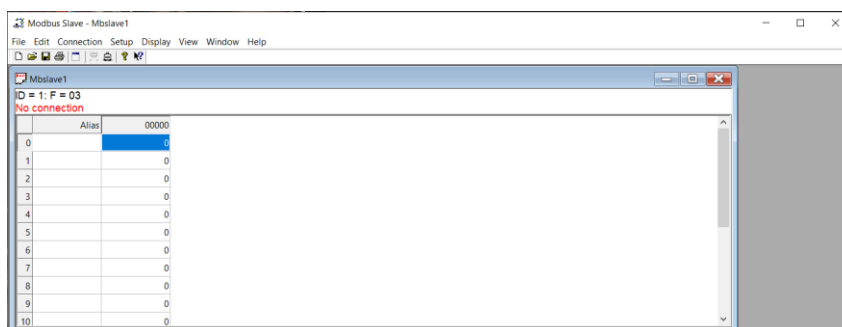 Modbus Slave - Mbslave1
File Edit Connection Setup Display View Window Help
Mbslave1
ID = 1: F = 03
No connection
Alias 00000
0 0
1 0
2 0
3 0
4 0
5 0
6 0
7 0
8 0
9 0
10 0